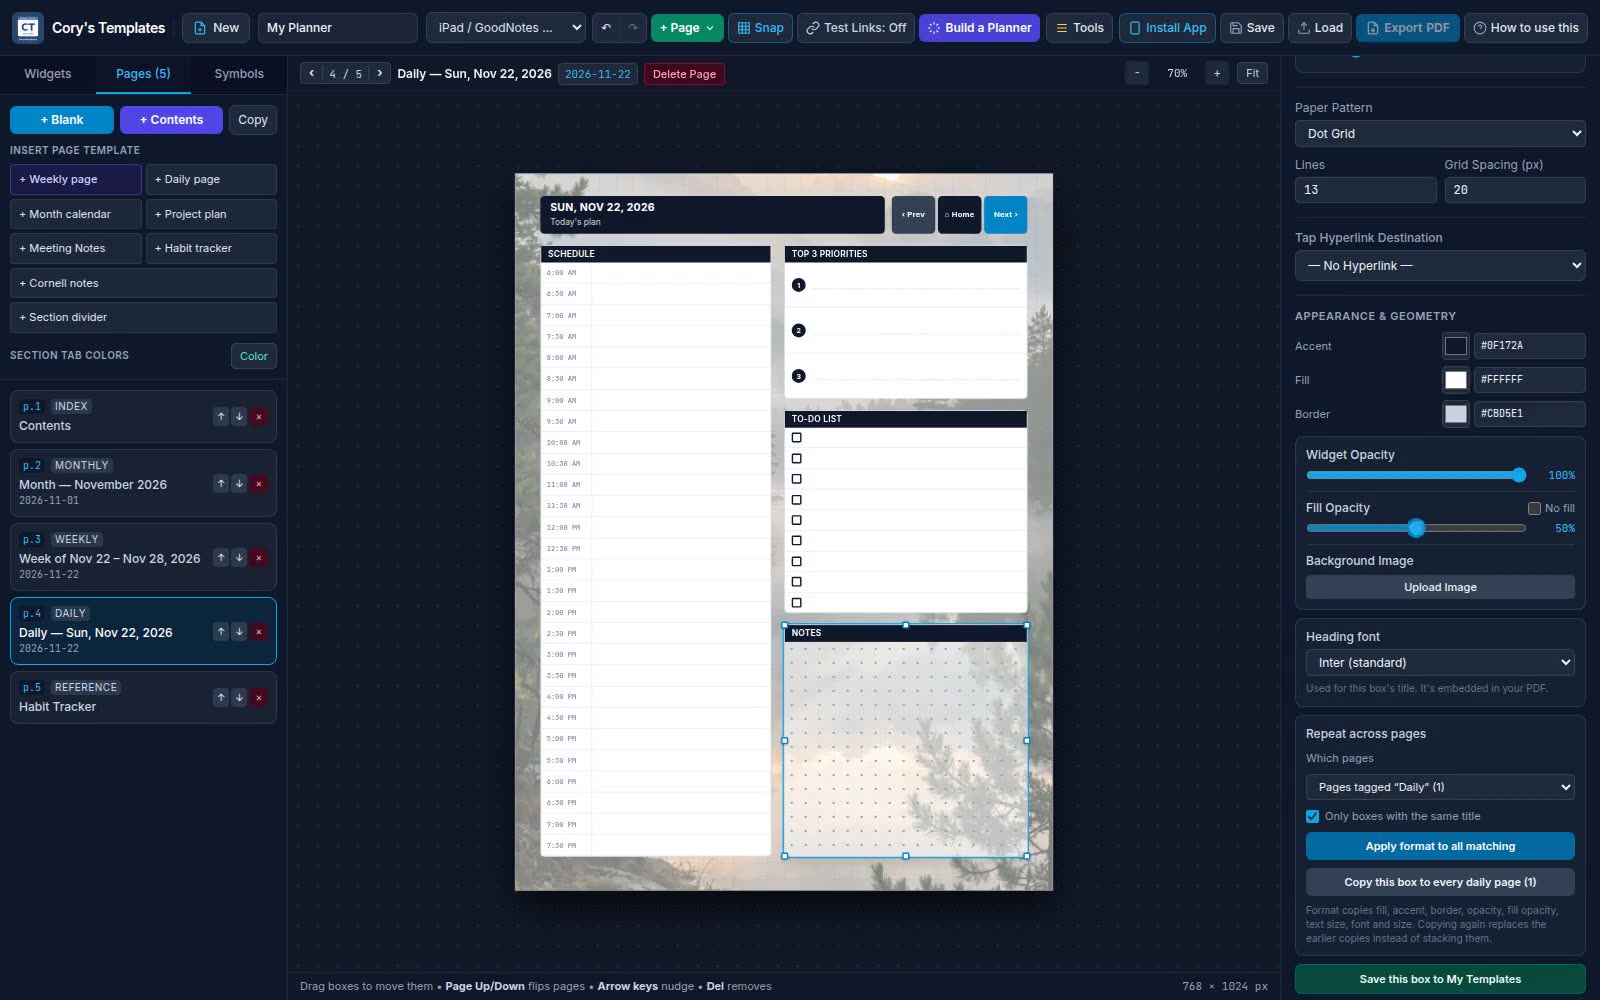 CT
Cory's Templates
New
My Planner
iPad / GoodNotes ...
+ Page
Snap
Test Links: Off
Build a Planner
Tools
Install App
Save
Load
Export PDF
How to use this
Widgets
Pages (5)
Symbols
+ Blank
+ Contents
Copy
INSERT PAGE TEMPLATE
+ Weekly page
+ Daily page
+ Month calendar
+ Project plan
+ Meeting Notes
+ Habit tracker
+ Cornell notes
+ Section divider
SECTION TAB COLORS
Color
p.1 INDEX
Contents
p.2 MONTHLY
Month — November 2026
2026-11-01
p.3 WEEKLY
Week of Nov 22 – Nov 28, 2026
2026-11-22
p.4 DAILY
Daily — Sun, Nov 22, 2026
2026-11-22
p.5 REFERENCE
Habit Tracker
‹ 4 / 5 ›
Daily — Sun, Nov 22, 2026
2026-11-22
Delete Page
- 70% +
Fit
SUN, NOV 22, 2026
Today's plan
‹ Prev
⌂ Home
Next ›
SCHEDULE
6:00 AM
6:30 AM
7:00 AM
7:30 AM
8:00 AM
8:30 AM
9:00 AM
9:30 AM
10:00 AM
10:30 AM
11:00 AM
11:30 AM
12:00 PM
12:30 PM
1:00 PM
1:30 PM
2:00 PM
2:30 PM
3:00 PM
3:30 PM
4:00 PM
4:30 PM
5:00 PM
5:30 PM
6:00 PM
6:30 PM
7:00 PM
7:30 PM
TOP 3 PRIORITIES
1
2
3
TO-DO LIST
NOTES
Drag boxes to move them • Page Up/Down flips pages • Arrow keys nudge • Del removes
768 × 1024 px
Paper Pattern
Dot Grid
Lines
Grid Spacing (px)
13
20
Tap Hyperlink Destination
— No Hyperlink —
APPEARANCE & GEOMETRY
Accent
#0F172A
Fill
#FFFFFF
Border
#CBD5E1
Widget Opacity
100%
Fill Opacity
No fill
50%
Background Image
Upload Image
Heading font
Inter (standard)
Used for this box's title. It's embedded in your PDF.
Repeat across pages
Which pages
Pages tagged “Daily” (1)
Only boxes with the same title
Apply format to all matching
Copy this box to every daily page (1)
Format copies fill, accent, border, opacity, fill opacity,
text size, font and size. Copying again replaces the
earlier copies instead of stacking them.
Save this box to My Templates